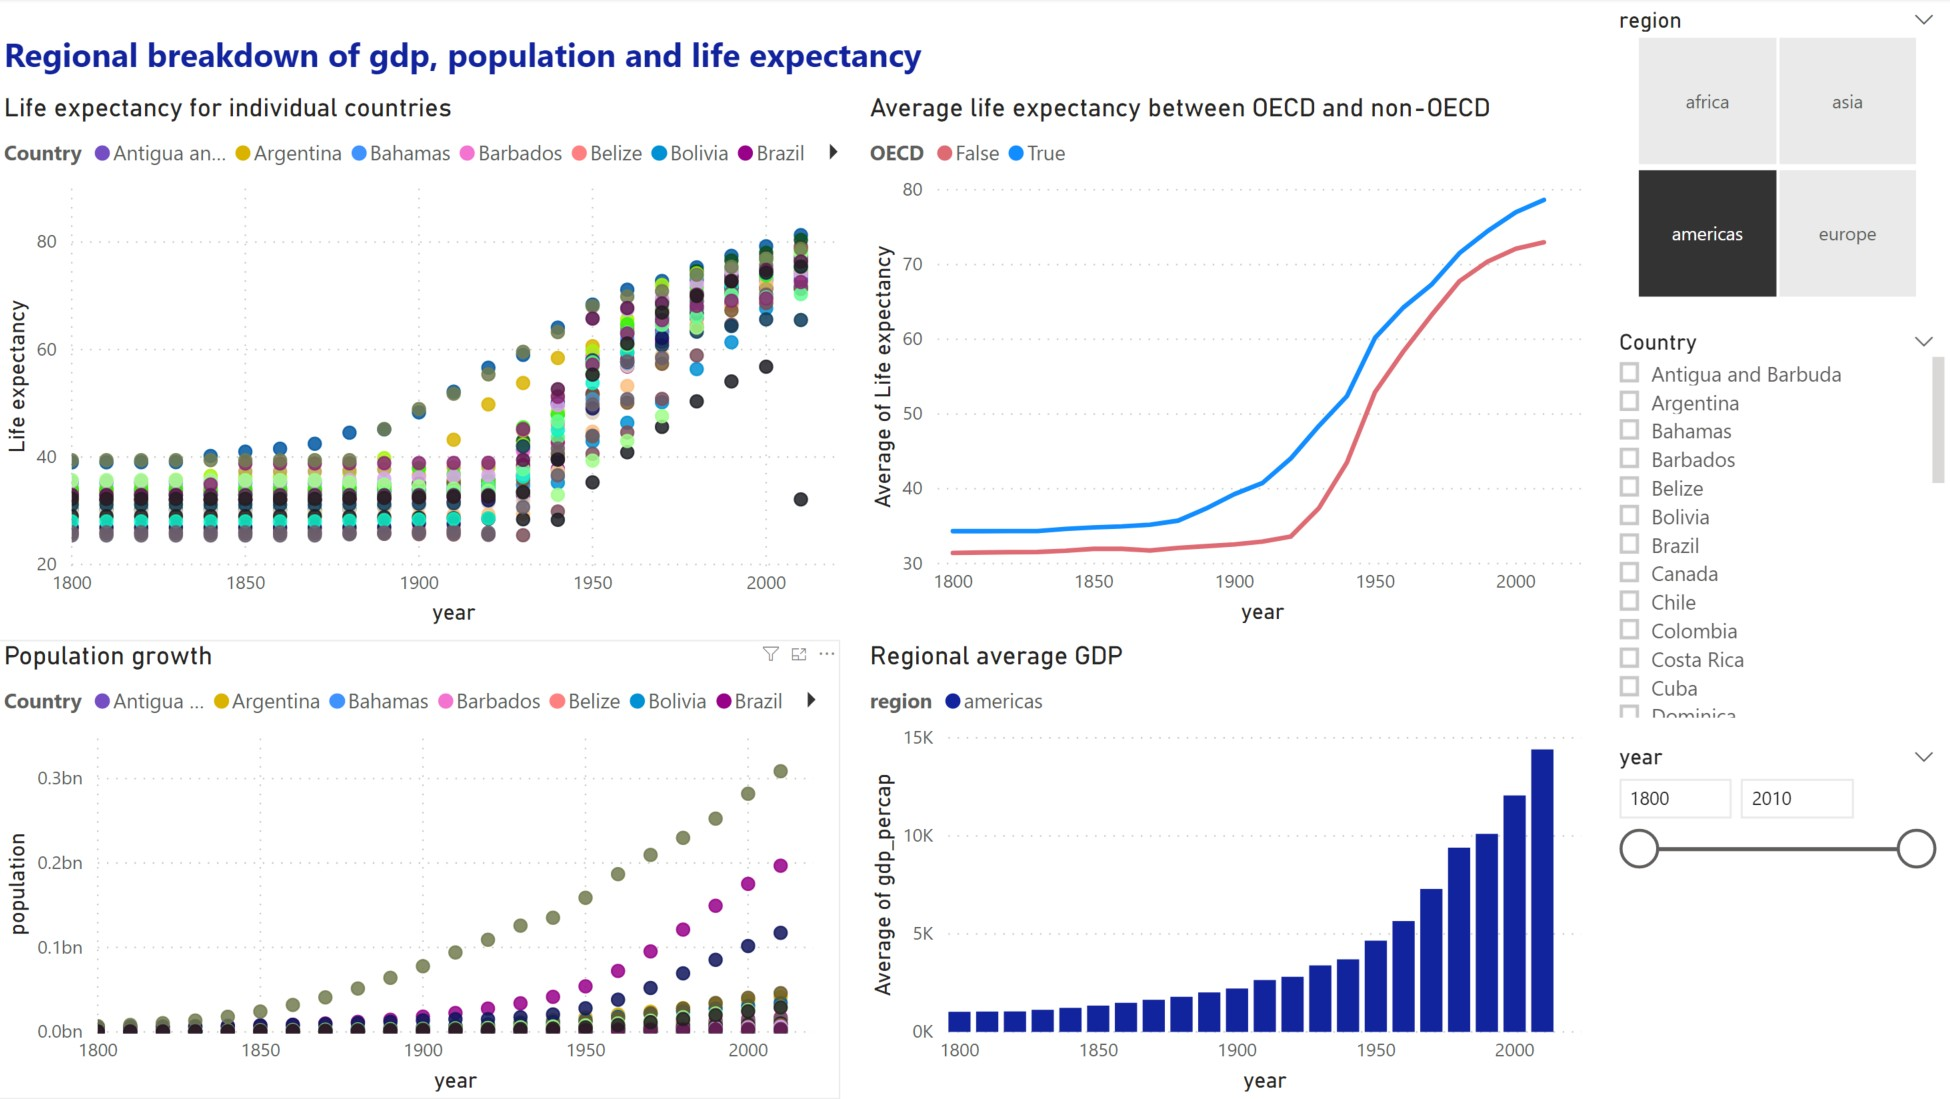 Regional breakdown of gdp, population and life expectancy
Life expectancy for individual countries
Country Antigua an... Argentina Bahamas Barbados Belize Bolivia Brazil
80
60
40
20
Life expectancy
1800 1850 1900 1950 2000
year
Average life expectancy between OECD and non-OECD
OECD False True
80
70
60
50
40
30
Average of Life expectancy
1800 1850 1900 1950 2000
year
Population growth
Country Antigua ... Argentina Bahamas Barbados Belize Bolivia Brazil
0.3bn
0.2bn
0.1bn
0.0bn
population
1800 1850 1900 1950 2000
year
Regional average GDP
region americas
15K
10K
5K
0K
Average of gdp_percap
1800 1850 1900 1950 2000
year
region
africa asia
americas europe
Country
Antigua and Barbuda
Argentina
Bahamas
Barbados
Belize
Bolivia
Brazil
Canada
Chile
Colombia
Costa Rica
Cuba
Dominica
year
1800 2010